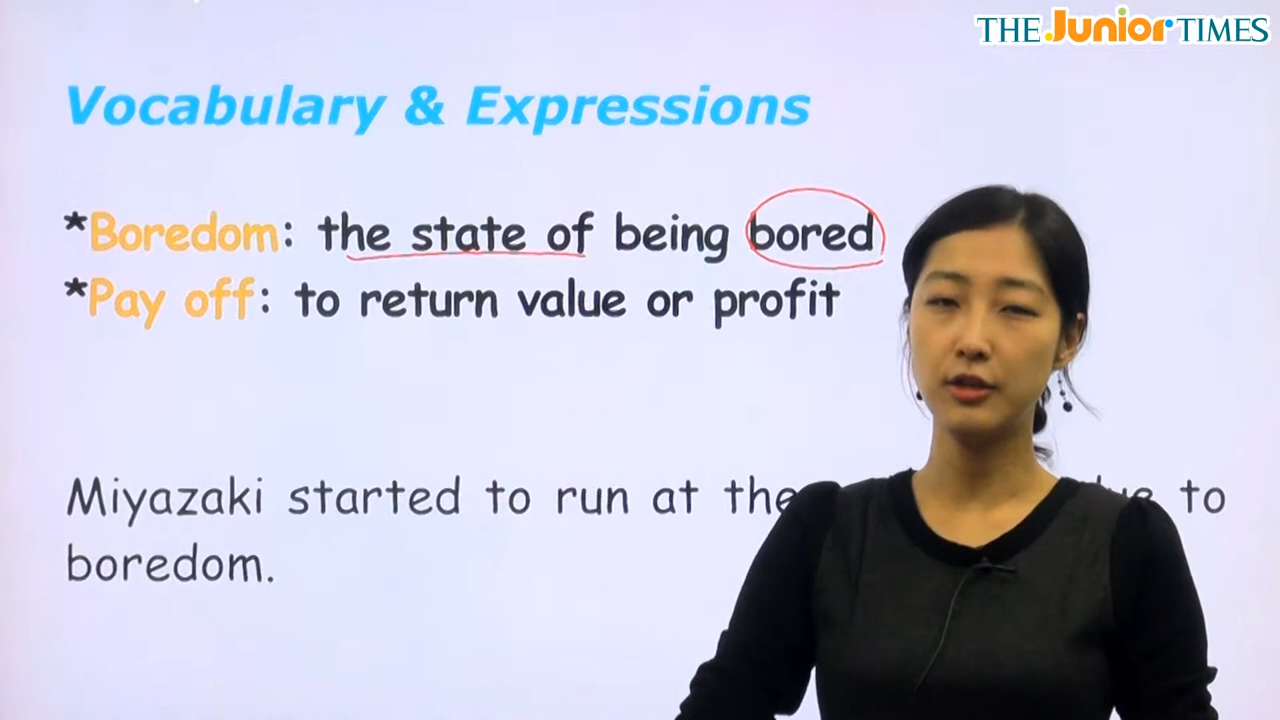 THE Junior TIMES
Vocabulary & Expressions
*Boredom: the state of being bored
*Pay off: to return value or profit
Miyazaki started to run at the to
boredom.